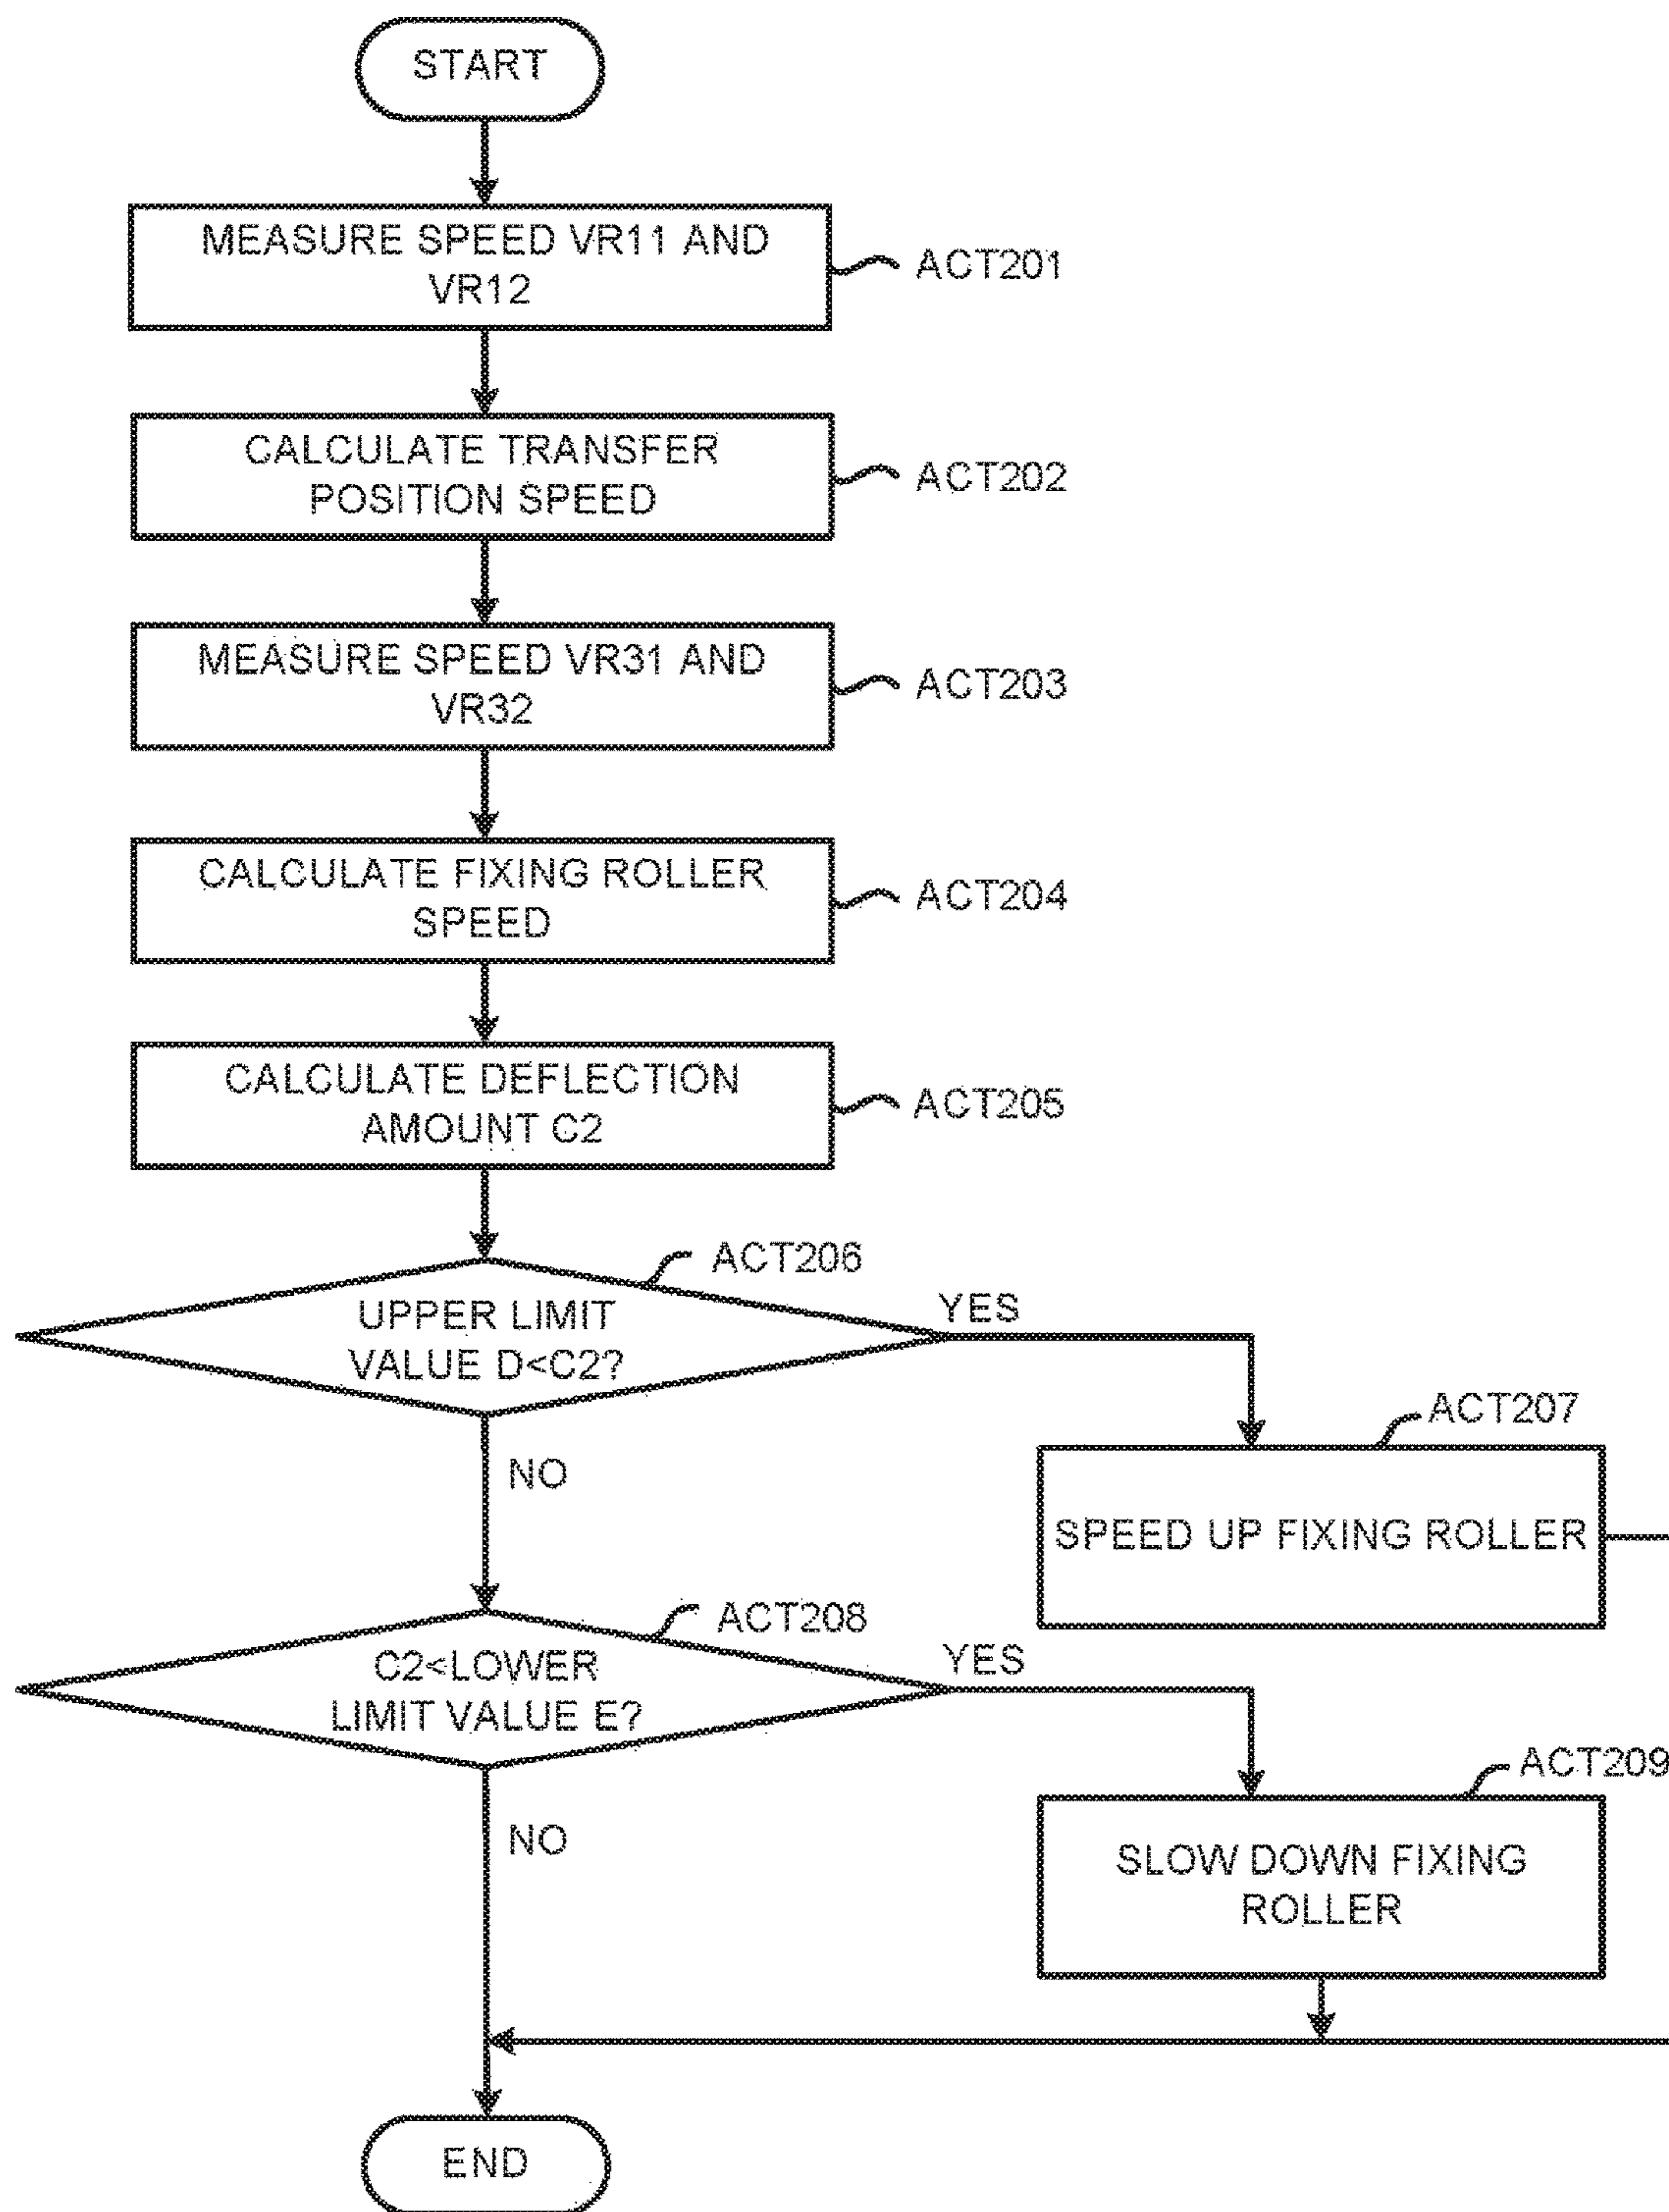 START
MEASURE SPEED VR11 AND
VR12
ACT201
CALCULATE TRANSFER
POSITION SPEED
ACT202
MEASURE SPEED VR31 AND
VR32
ACT203
CALCULATE FIXING ROLLER
SPEED
ACT204
CALCULATE DEFLECTION
AMOUNT C2
ACT205
ACT206
UPPER LIMIT
VALUE D<C2?
YES
ACT207
SPEED UP FIXING ROLLER
NO
ACT208
C2<LOWER
LIMIT VALUE E?
YES
ACT209
SLOW DOWN FIXING
ROLLER
NO
END